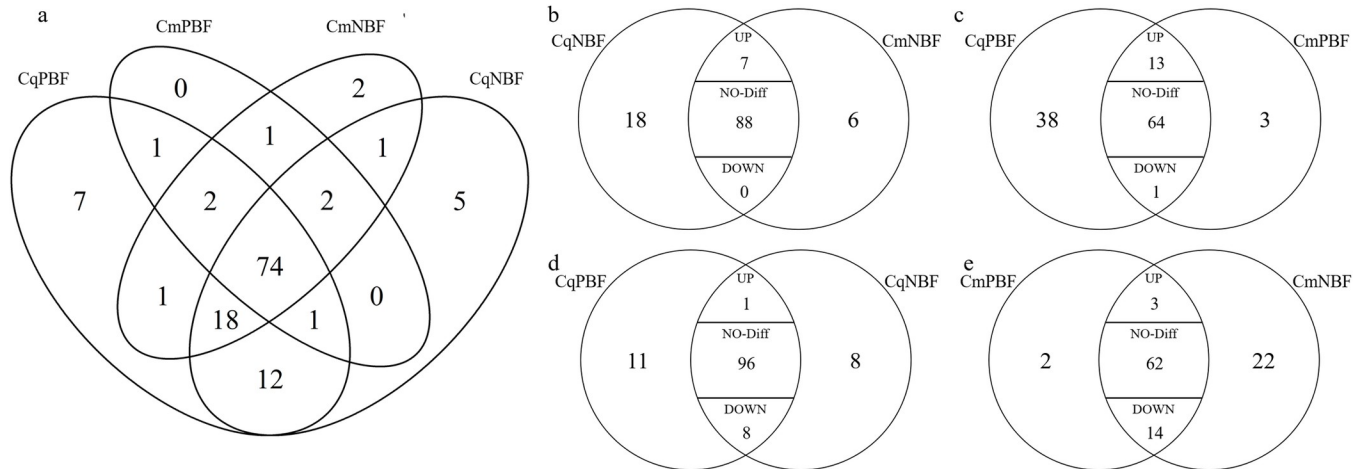 a
CmPBF
CmNBF
CqPBF
CqNBF
0
2
1
1
1
7
2
2
5
74
1
0
18
1
12
b
CqNBF
CmNBF
UP
7
NO-Diff
18
88
6
DOWN
0
c
CqPBF
CmPBF
UP
13
NO-Diff
38
64
3
DOWN
1
d
CqPBF
CqNBF
UP
1
NO-Diff
11
96
8
DOWN
8
e
CmPBF
CmNBF
UP
3
NO-Diff
2
62
22
DOWN
14